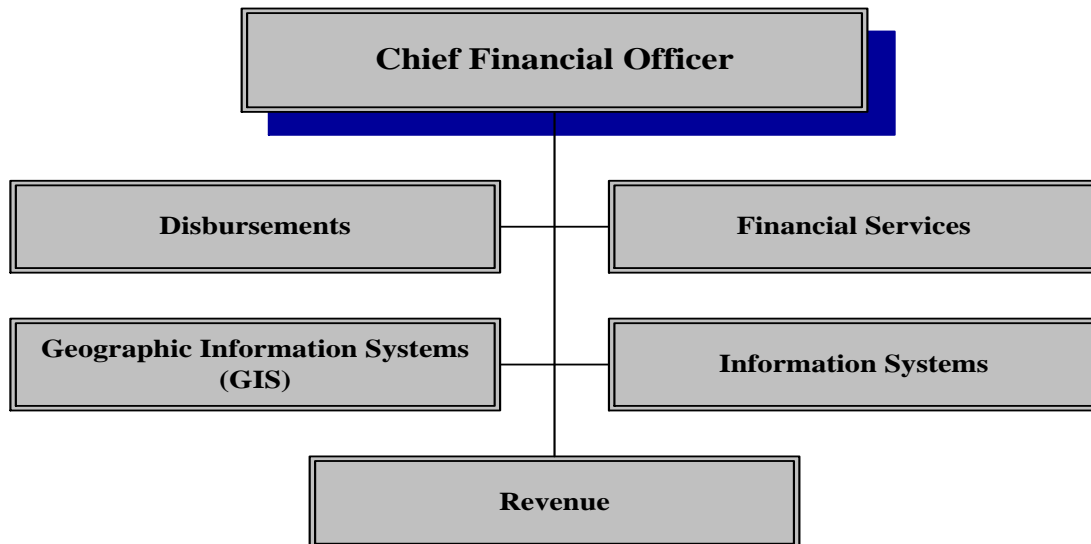 Chief Financial Officer
Disbursements
Financial Services
Geographic Information Systems
(GIS)
Information Systems
Revenue